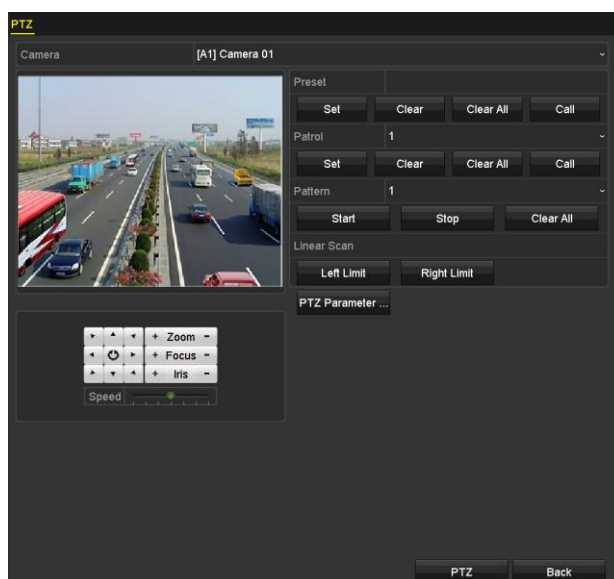 PTZ
Camera [A1] Camera 01
Preset
Set Clear Clear All Call
Patrol 1
Set Clear Clear All Call
Pattern 1
Start Stop Clear All
Linear Scan
Left Limit Right Limit
PTZ Parameter ...
+ Zoom -
+ Focus -
+ Iris -
Speed
PTZ Back